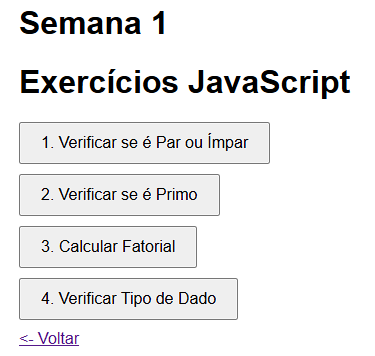 Semana 1
Exercícios JavaScript
1. Verificar se é Par ou Ímpar
2. Verificar se é Primo
3. Calcular Fatorial
4. Verificar Tipo de Dado
<- Voltar